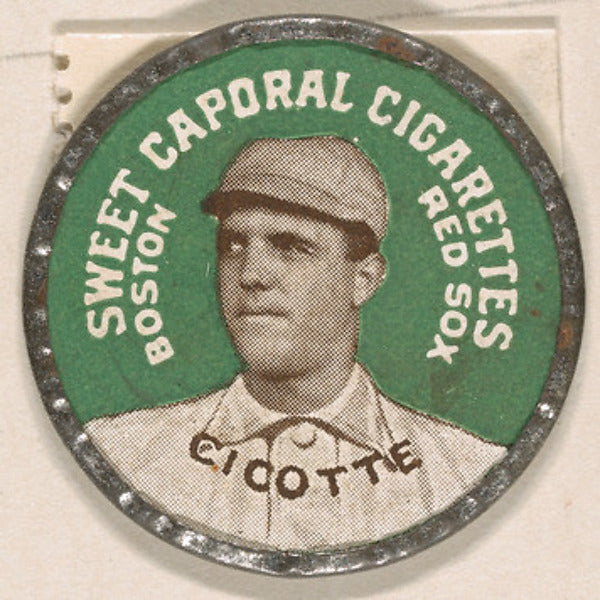 SWEET CAPORAL CIGARETTES
BOSTON
RED SOX
CICOTTE